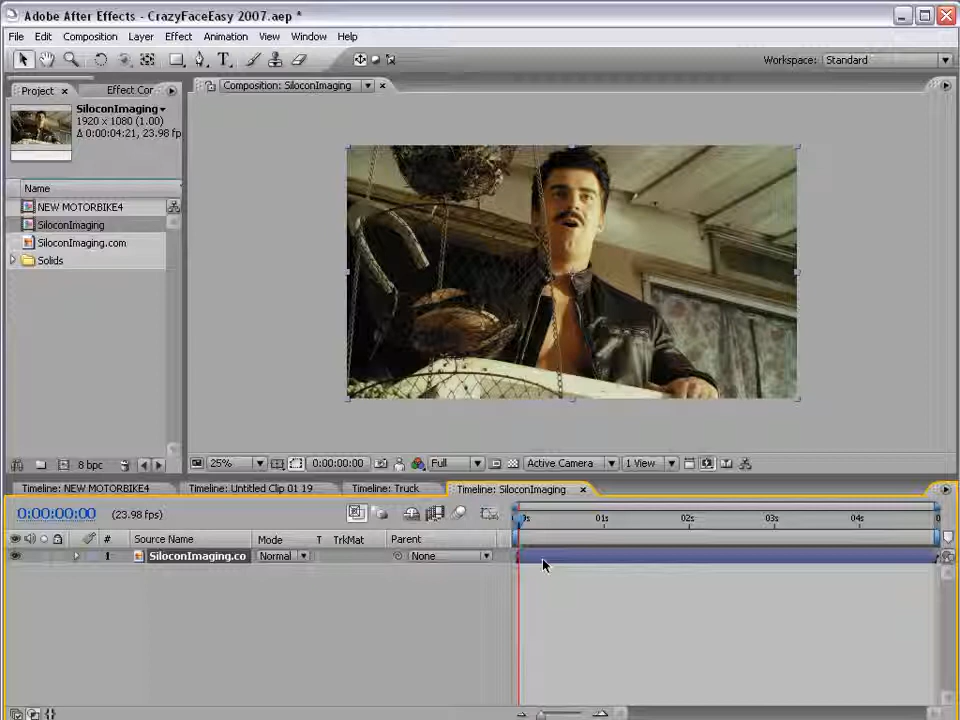 Adobe After Effects - CrazyFaceEasy 2007.aep *
File Edit Composition Layer Effect Animation View Window Help
Workspace: Standard
Project Effect Cor
Composition: SiloconImaging
SiloconImaging
1920 x 1080 (1.00)
Δ 0:00:04:21, 23.98 fp
Name
NEW MOTORBIKE4
SiloconImaging
SiloconImaging.com
Solids
8 bpc
25% 0:00:00:00 Full Active Camera 1 View
Timeline: NEW MOTORBIKE4 Timeline: Untitled Clip 01 19 Timeline: Truck Timeline: SiloconImaging
0:00:00:00 (23.98 fps)
0s 01s 02s 03s 04s 0
# Source Name Mode T TrkMat Parent
1 SiloconImaging.co Normal None